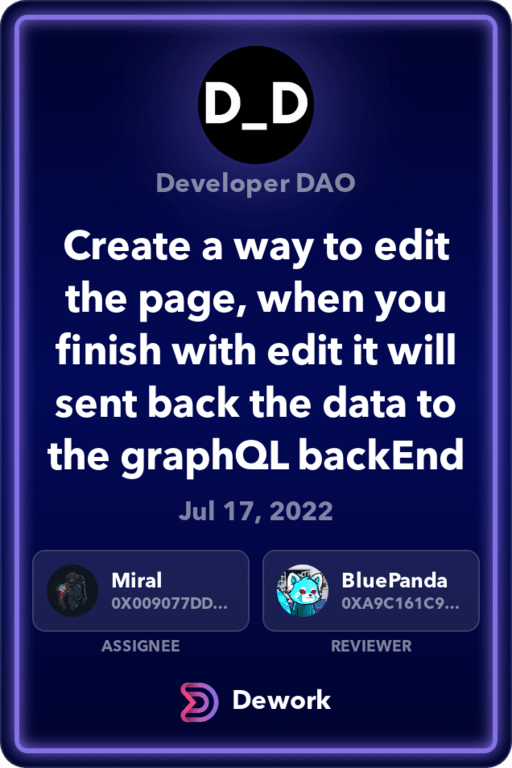 D_D
Developer DAO
Create a way to edit
the page, when you
finish with edit it will
sent back the data to
the graphQL backEnd
Jul 17, 2022
Miral
0X009077DD...
BluePanda
0XA9C161C9...
ASSIGNEE
REVIEWER
Dework